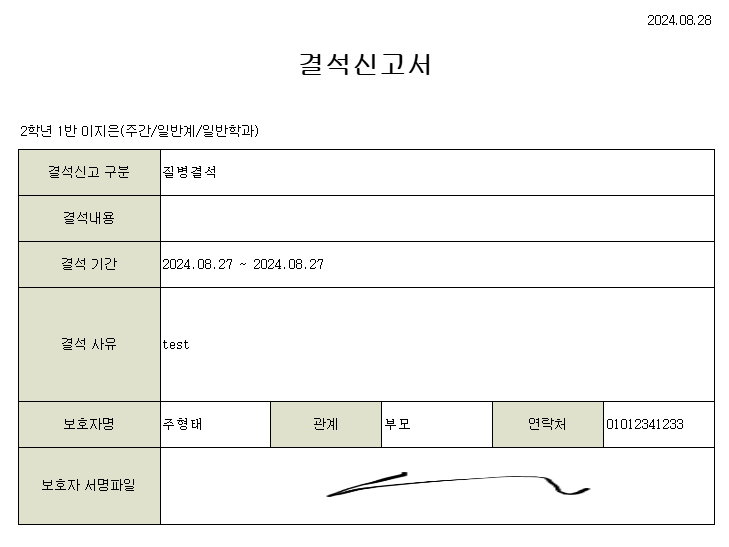 2024.08.28
결석신고서
2학년 1반 이지은(주간/일반계/일반학과)
결석신고 구분 질병결석
결석내용
결석 기간 2024.08.27 ~ 2024.08.27
결석 사유 test
보호자명 주형태 관계 부모 연락처 01012341233
보호자 서명파일